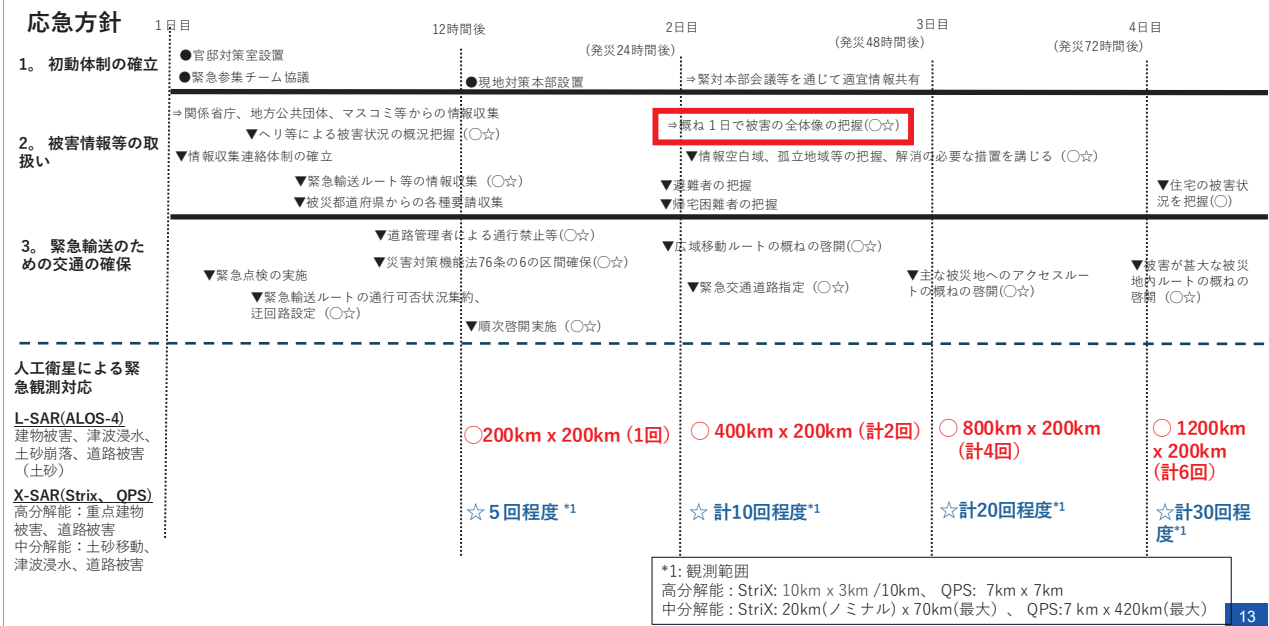 応急方針
1日目
12時間後
2日目
(発災24時間後)
3日目
(発災48時間後)
4日目
(発災72時間後)
1。 初動体制の確立
●官邸対策室設置
●緊急参集チーム協議
●現地対策本部設置
⇒緊対本部会議等を通じて適宜情報共有
2。 被害情報等の取
扱い
⇒関係省庁、地方公共団体、マスコミ等からの情報収集
▼ヘリ等による被害状況の概況把握 (〇☆)
▼情報収集連絡体制の確立
▼緊急輸送ルート等の情報収集 (〇☆)
▼被災都道府県からの各種要請収集
⇒概ね1日で被害の全体像の把握(〇☆)
▼情報空白域、孤立地域等の把握、解消の必要な措置を講じる (〇☆)
▼避難者の把握
▼帰宅困難者の把握
▼住宅の被害状
況を把握(〇)
3。 緊急輸送のた
めの交通の確保
▼道路管理者による通行禁止等(〇☆)
▼災害対策機能法76条の6の区間確保(〇☆)
▼緊急点検の実施
▼緊急輸送ルートの通行可否状況集約、
迂回路設定 (〇☆)
▼順次啓開実施 (〇☆)
▼広域移動ルートの概ねの啓開(〇☆)
▼緊急交通道路指定 (〇☆)
▼主な被災地へのアクセスルー
トの概ねの啓開(〇☆)
▼被害が甚大な被災
地内ルートの概ねの
啓開 (〇☆)
人工衛星による緊
急観測対応
L-SAR(ALOS-4)
建物被害、津波浸水、
土砂崩落、道路被害
（土砂）
〇200km x 200km (1回)
〇 400km x 200km (計2回)
〇 800km x 200km
(計4回)
〇 1200km
x 200km
(計6回)
X-SAR(Strix、 QPS)
高分解能：重点建物
被害、道路被害
中分解能：土砂移動、
津波浸水、道路被害
☆５回程度 *1
☆ 計10回程度*1
☆計20回程度*1
☆計30回程
度*1
*1: 観測範囲
高分解能 : StriX: 10km x 3km /10km、 QPS: 7km x 7km
中分解能 : StriX: 20km(ノミナル) x 70km(最大) 、 QPS:7 km x 420km(最大)
13